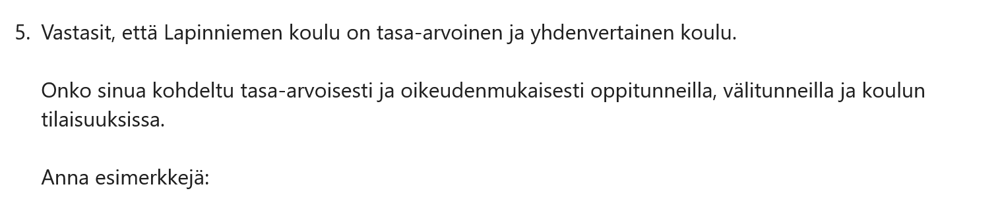 5. Vastasit, että Lapinniemen koulu on tasa-arvoinen ja yhdenvertainen koulu.
Onko sinua kohdeltu tasa-arvoisesti ja oikeudenmukaisesti oppitunneilla, välitunneilla ja koulun
tilaisuuksissa.
Anna esimerkkejä: